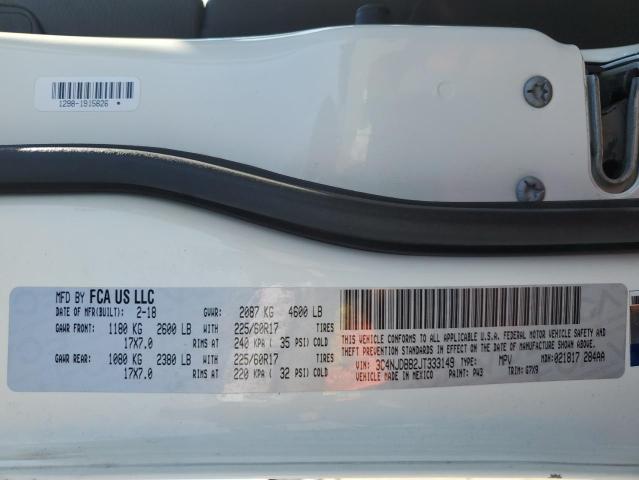 1298-1915826 *
MFD BY FCA US LLC
DATE OF MFR(BUILT): 2-18 GVWR: 2087 KG 4600 LB
GAWR FRONT: 1180 KG 2600 LB WITH 225/60R17 TIRES
17X7.0 RIMS AT 240 KPA ( 35 PSI) COLD
GAWR REAR: 1080 KG 2380 LB WITH 225/60R17 TIRES
17X7.0 RIMS AT 220 KPA ( 32 PSI) COLD
THIS VEHICLE CONFORMS TO ALL APPLICABLE U.S.A. FEDERAL MOTOR VEHICLE SAFETY,
BUMPER, AND THEFT PREVENTION STANDARDS IN EFFECT ON THE DATE OF MANUFACTURE SHOWN ABOVE.
VIN: 3C4NJDBB2JT333149 TYPE: MPV MDH: 021817 284AA
VEHICLE MADE IN MEXICO PAINT: PW3 TRIM: G7X9